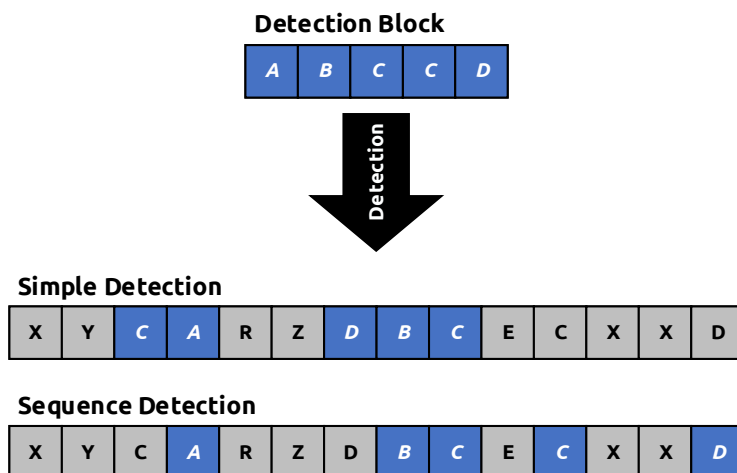 Detection Block
A B C C D
Detection
Simple Detection
X Y C A R Z D B C E C X X D
Sequence Detection
X Y C A R Z D B C E C X X D